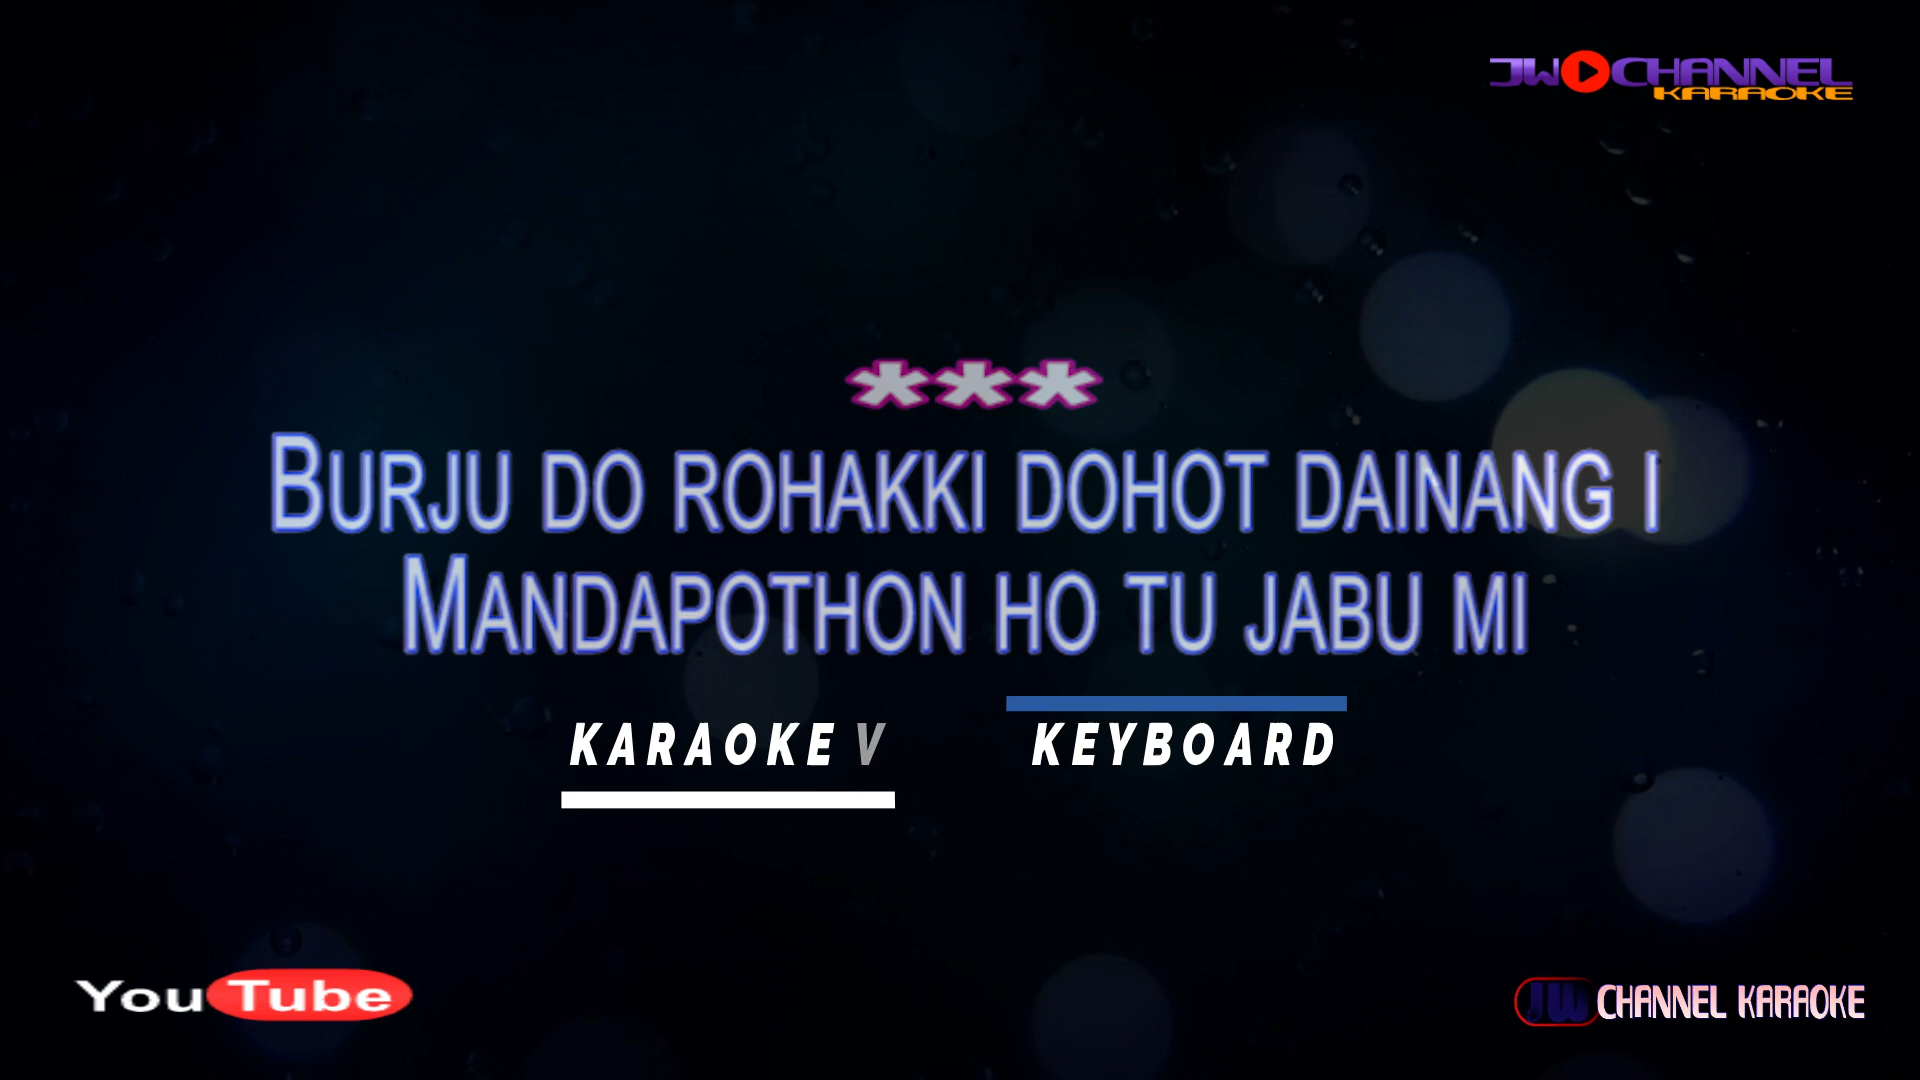 JW CHANNEL
KARAOKE
***
BURJU DO ROHAKKI DOHOT DAINANG I
MANDAPOTHON HO TU JABU MI
KARAOKE V KEYBOARD
YouTube
JW CHANNEL KARAOKE